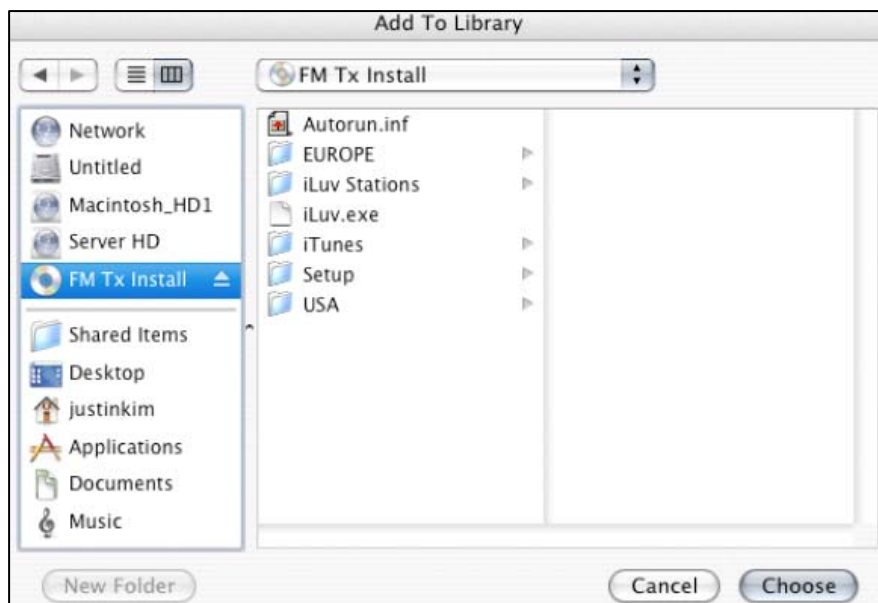 Add To Library
FM Tx Install
Network
Untitled
Macintosh_HD1
Server HD
FM Tx Install
Shared Items
Desktop
justinkim
Applications
Documents
Music
Autorun.inf
EUROPE
iLuv Stations
iLuv.exe
iTunes
Setup
USA
New Folder
Cancel
Choose